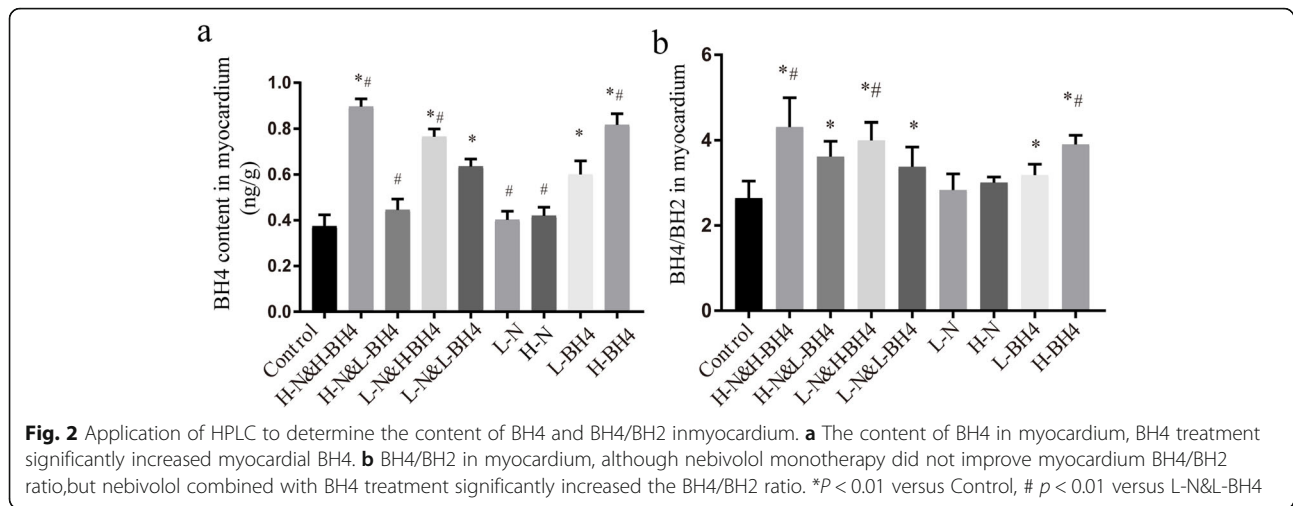 a
BH4 content in myocardium
(ng/g)
1.0
0.8
0.6
0.4
0.2
0.0
*#
#
*#
*
#
#
*
*#
Control
H-N&H-BH4
H-N&L-BH4
L-N&H-BH4
L-N&L-BH4
L-N
H-N
L-BH4
H-BH4
b
BH4/BH2 in myocardium
6
4
2
0
*#
*
*#
*
*
*#
Control
H-N&H-BH4
H-N&L-BH4
L-N&H-BH4
L-N&L-BH4
L-N
H-N
L-BH4
H-BH4
Fig. 2 Application of HPLC to determine the content of BH4 and BH4/BH2 inmyocardium. a The content of BH4 in myocardium, BH4 treatment
significantly increased myocardial BH4. b BH4/BH2 in myocardium, although nebivolol monotherapy did not improve myocardium BH4/BH2
ratio,but nebivolol combined with BH4 treatment significantly increased the BH4/BH2 ratio. *P < 0.01 versus Control, # p < 0.01 versus L-N&L-BH4